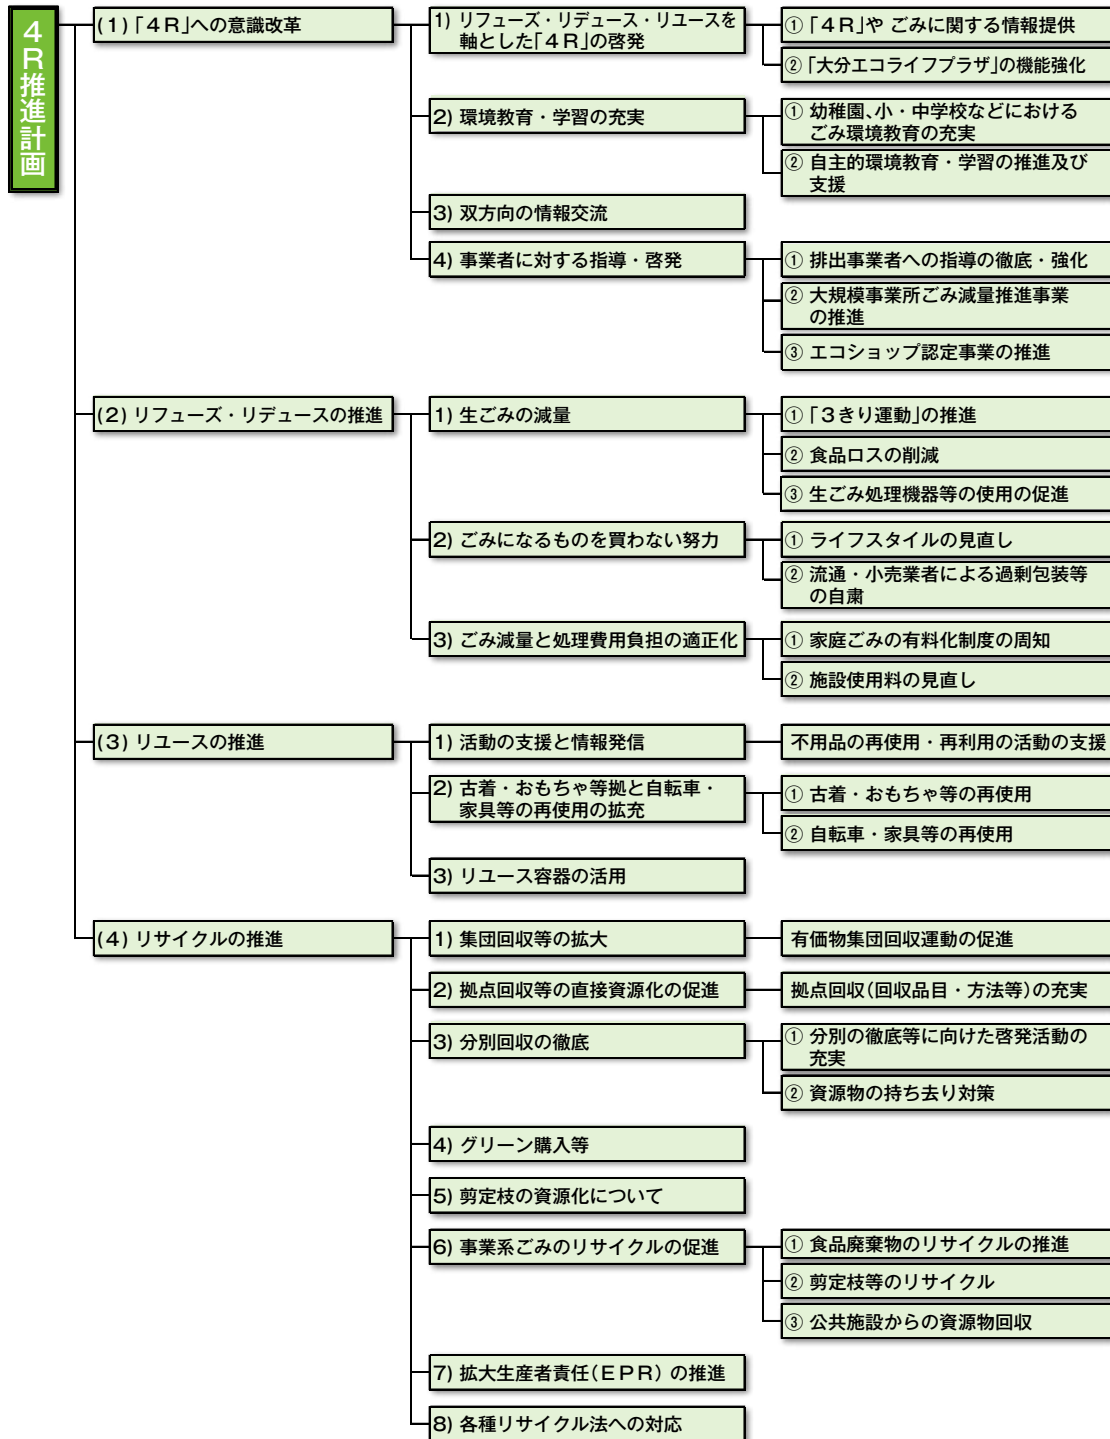 4R推進計画
(1)「4R」への意識改革
1) リフューズ・リデュース・リユースを
軸とした「4R」の啓発
①「4R」や ごみに関する情報提供
②「大分エコライフプラザ」の機能強化
2) 環境教育・学習の充実
① 幼稚園、小・中学校などにおける
ごみ環境教育の充実
② 自主的環境教育・学習の推進及び
支援
3) 双方向の情報交流
4) 事業者に対する指導・啓発
① 排出事業者への指導の徹底・強化
② 大規模事業所ごみ減量推進事業
の推進
③ エコショップ認定事業の推進
(2) リフューズ・リデュースの推進
1) 生ごみの減量
①「3きり運動」の推進
② 食品ロスの削減
③ 生ごみ処理機器等の使用の促進
2) ごみになるものを買わない努力
① ライフスタイルの見直し
② 流通・小売業者による過剰包装等
の自粛
3) ごみ減量と処理費用負担の適正化
① 家庭ごみの有料化制度の周知
② 施設使用料の見直し
(3) リユースの推進
1) 活動の支援と情報発信
不用品の再使用・再利用の活動の支援
2) 古着・おもちゃ等拠と自転車・
家具等の再使用の拡充
① 古着・おもちゃ等の再使用
② 自転車・家具等の再使用
3) リユース容器の活用
(4) リサイクルの推進
1) 集団回収等の拡大
有価物集団回収運動の促進
2) 拠点回収等の直接資源化の促進
拠点回収(回収品目・方法等)の充実
3) 分別回収の徹底
① 分別の徹底等に向けた啓発活動の
充実
② 資源物の持ち去り対策
4) グリーン購入等
5) 剪定枝の資源化について
6) 事業系ごみのリサイクルの促進
① 食品廃棄物のリサイクルの推進
② 剪定枝等のリサイクル
③ 公共施設からの資源物回収
7) 拡大生産者責任(EPR) の推進
8) 各種リサイクル法への対応